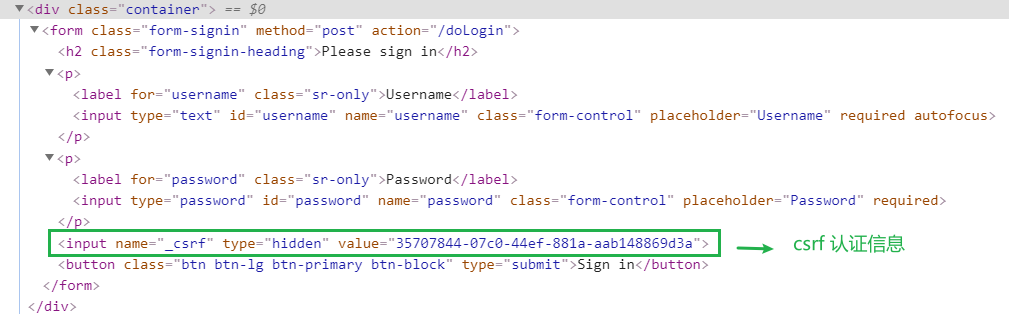 <div class="container"> == $0
<form class="form-signin" method="post" action="/doLogin">
<h2 class="form-signin-heading">Please sign in</h2>
<p>
<label for="username" class="sr-only">Username</label>
<input type="text" id="username" name="username" class="form-control" placeholder="Username" required autofocus>
</p>
<p>
<label for="password" class="sr-only">Password</label>
<input type="password" id="password" name="password" class="form-control" placeholder="Password" required>
</p>
<input name="_csrf" type="hidden" value="35707844-07c0-44ef-881a-aab148869d3a"> csrf 认证信息
<button class="btn btn-lg btn-primary btn-block" type="submit">Sign in</button>
</form>
</div>